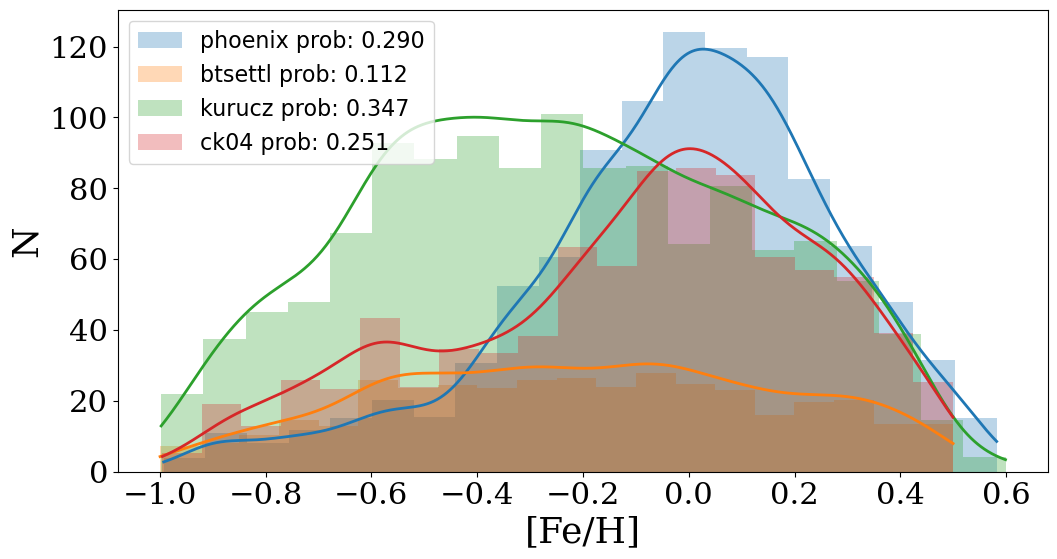 phoenix prob: 0.290
btsettl prob: 0.112
kurucz prob: 0.347
ck04 prob: 0.251
120
100
80
60
40
20
0
N
−1.0 −0.8 −0.6 −0.4 −0.2 0.0 0.2 0.4 0.6
[Fe/H]